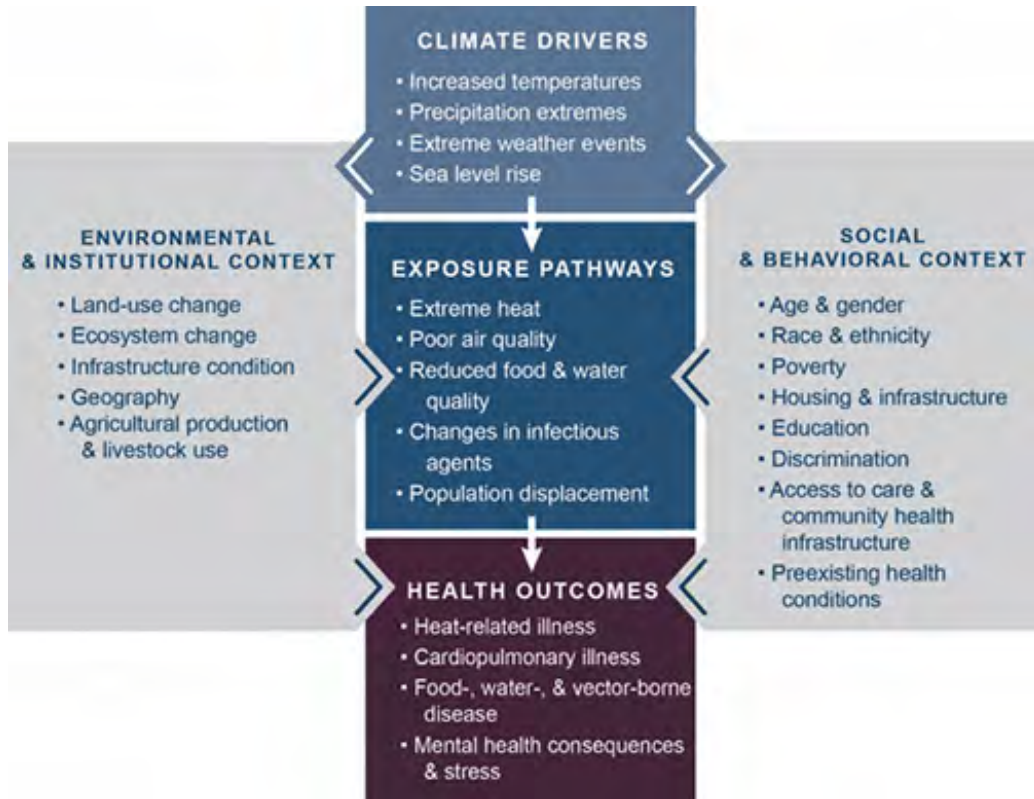 CLIMATE DRIVERS
• Increased temperatures
• Precipitation extremes
• Extreme weather events
• Sea level rise
ENVIRONMENTAL
& INSTITUTIONAL CONTEXT
• Land-use change
• Ecosystem change
• Infrastructure condition
• Geography
• Agricultural production
& livestock use
EXPOSURE PATHWAYS
• Extreme heat
• Poor air quality
• Reduced food & water
quality
• Changes in infectious
agents
• Population displacement
SOCIAL
& BEHAVIORAL CONTEXT
• Age & gender
• Race & ethnicity
• Poverty
• Housing & infrastructure
• Education
• Discrimination
• Access to care &
community health
infrastructure
• Preexisting health
conditions
HEALTH OUTCOMES
• Heat-related illness
• Cardiopulmonary illness
• Food-, water-, & vector-borne
disease
• Mental health consequences
& stress